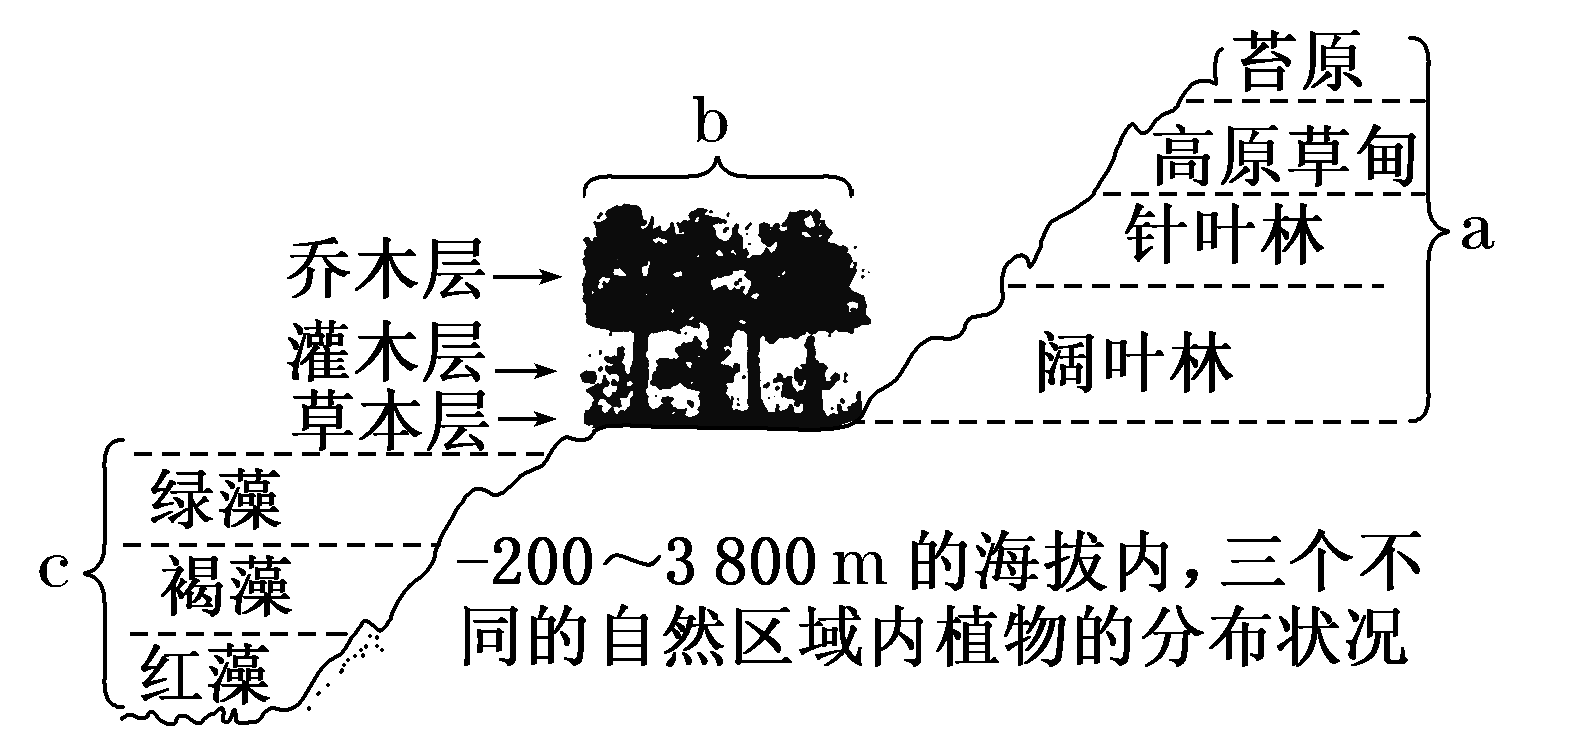 苔原
高原草甸
针叶林
阔叶林
a
b
乔木层
灌木层
草本层
绿藻
褐藻
红藻
c
-200～3 800 m 的海拔内，三个不
同的自然区域内植物的分布状况